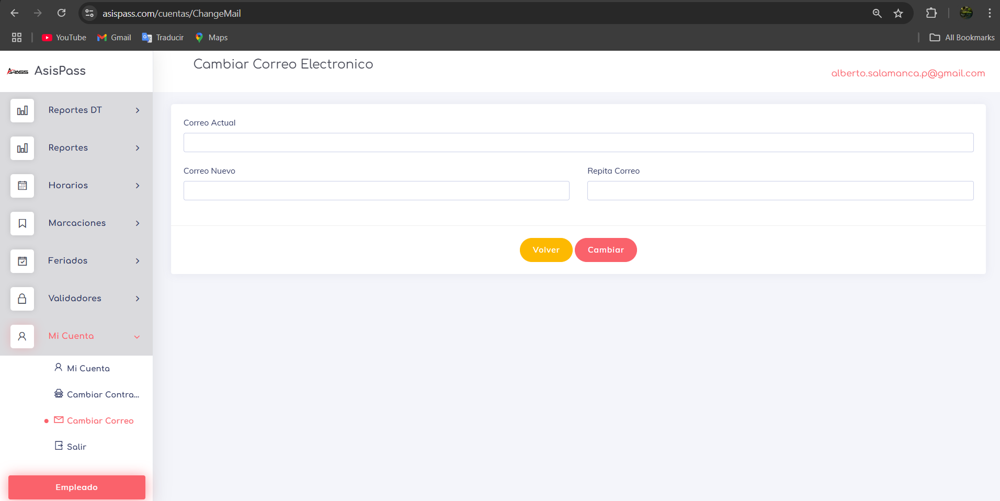 asispass.com/cuentas/ChangeMail
YouTube
Gmail
Traducir
Maps
All Bookmarks
APASS
AsisPass
Cambiar Correo Electronico
alberto.salamanca.p@gmail.com
Reportes DT
Reportes
Horarios
Marcaciones
Feriados
Validadores
Mi Cuenta
Mi Cuenta
Cambiar Contra...
Cambiar Correo
Salir
Empleado
Correo Actual
Correo Nuevo
Repita Correo
Volver
Cambiar